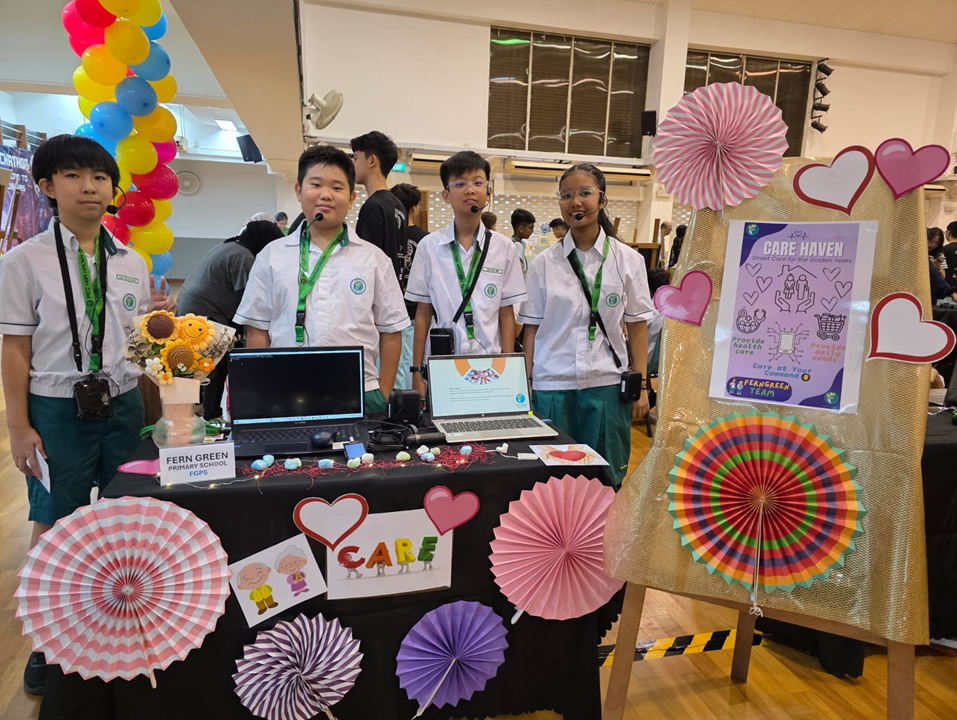 CARE HAVEN
Smart Care for the Golden Years
Provide health
care
Provide
daily
needs
Care at Your
Command
FERNGREEN
TEAM
FERN GREEN
PRIMARY SCHOOL
FGPS
CARE